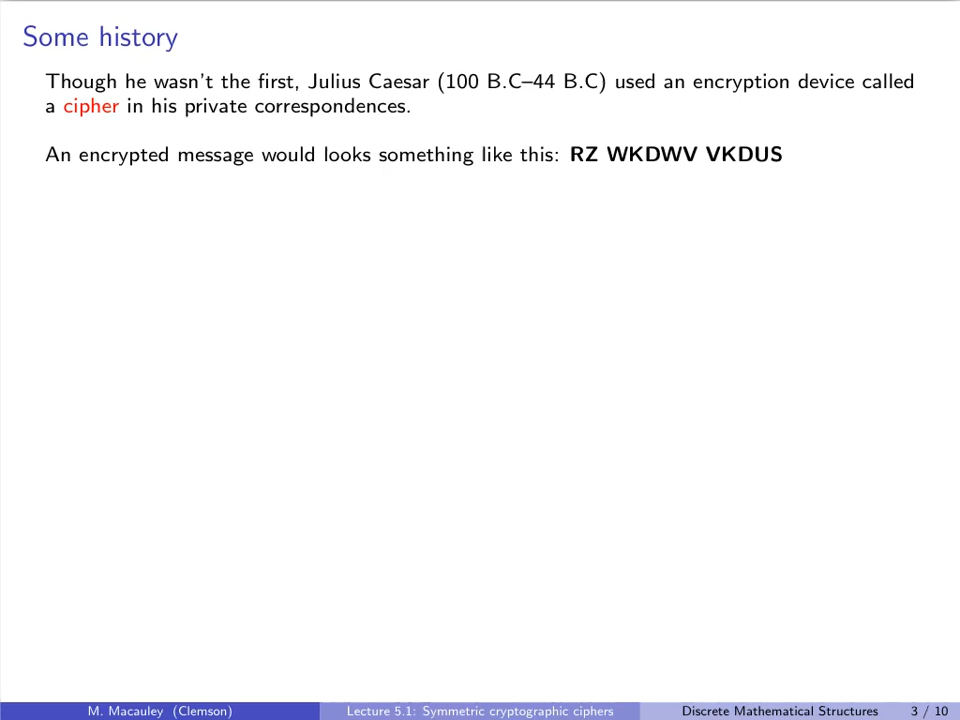 Some history
Though he wasn't the first, Julius Caesar (100 B.C–44 B.C) used an encryption device called
a cipher in his private correspondences.
An encrypted message would looks something like this: RZ WKDWV VKDUS
M. Macauley (Clemson) Lecture 5.1: Symmetric cryptographic ciphers Discrete Mathematical Structures 3 / 10